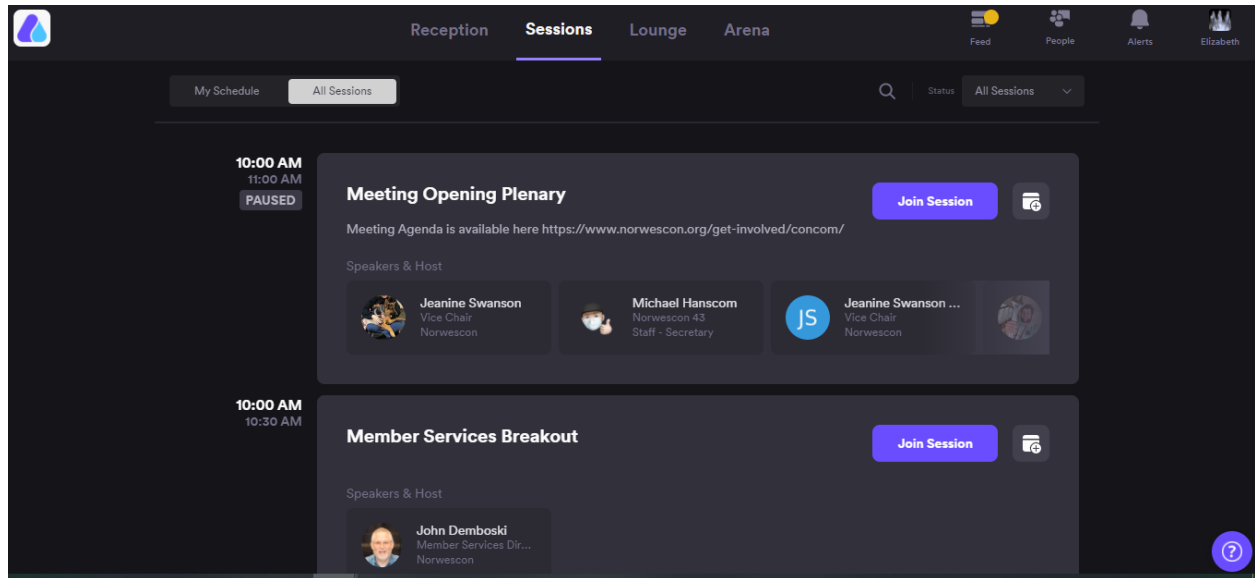 Reception
Sessions
Lounge
Arena
Feed
People
Alerts
Elizabeth
My Schedule
All Sessions
Status
All Sessions
10:00 AM
11:00 AM
PAUSED
Meeting Opening Plenary
Join Session
Meeting Agenda is available here https://www.norwescon.org/get-involved/concom/
Speakers & Host
Jeanine Swanson
Vice Chair
Norwescon
Michael Hanscom
Norwescon 43
Staff - Secretary
JS
Jeanine Swanson ...
Vice Chair
Norwescon
10:00 AM
10:30 AM
Member Services Breakout
Join Session
Speakers & Host
John Demboski
Member Services Dir...
Norwescon
?